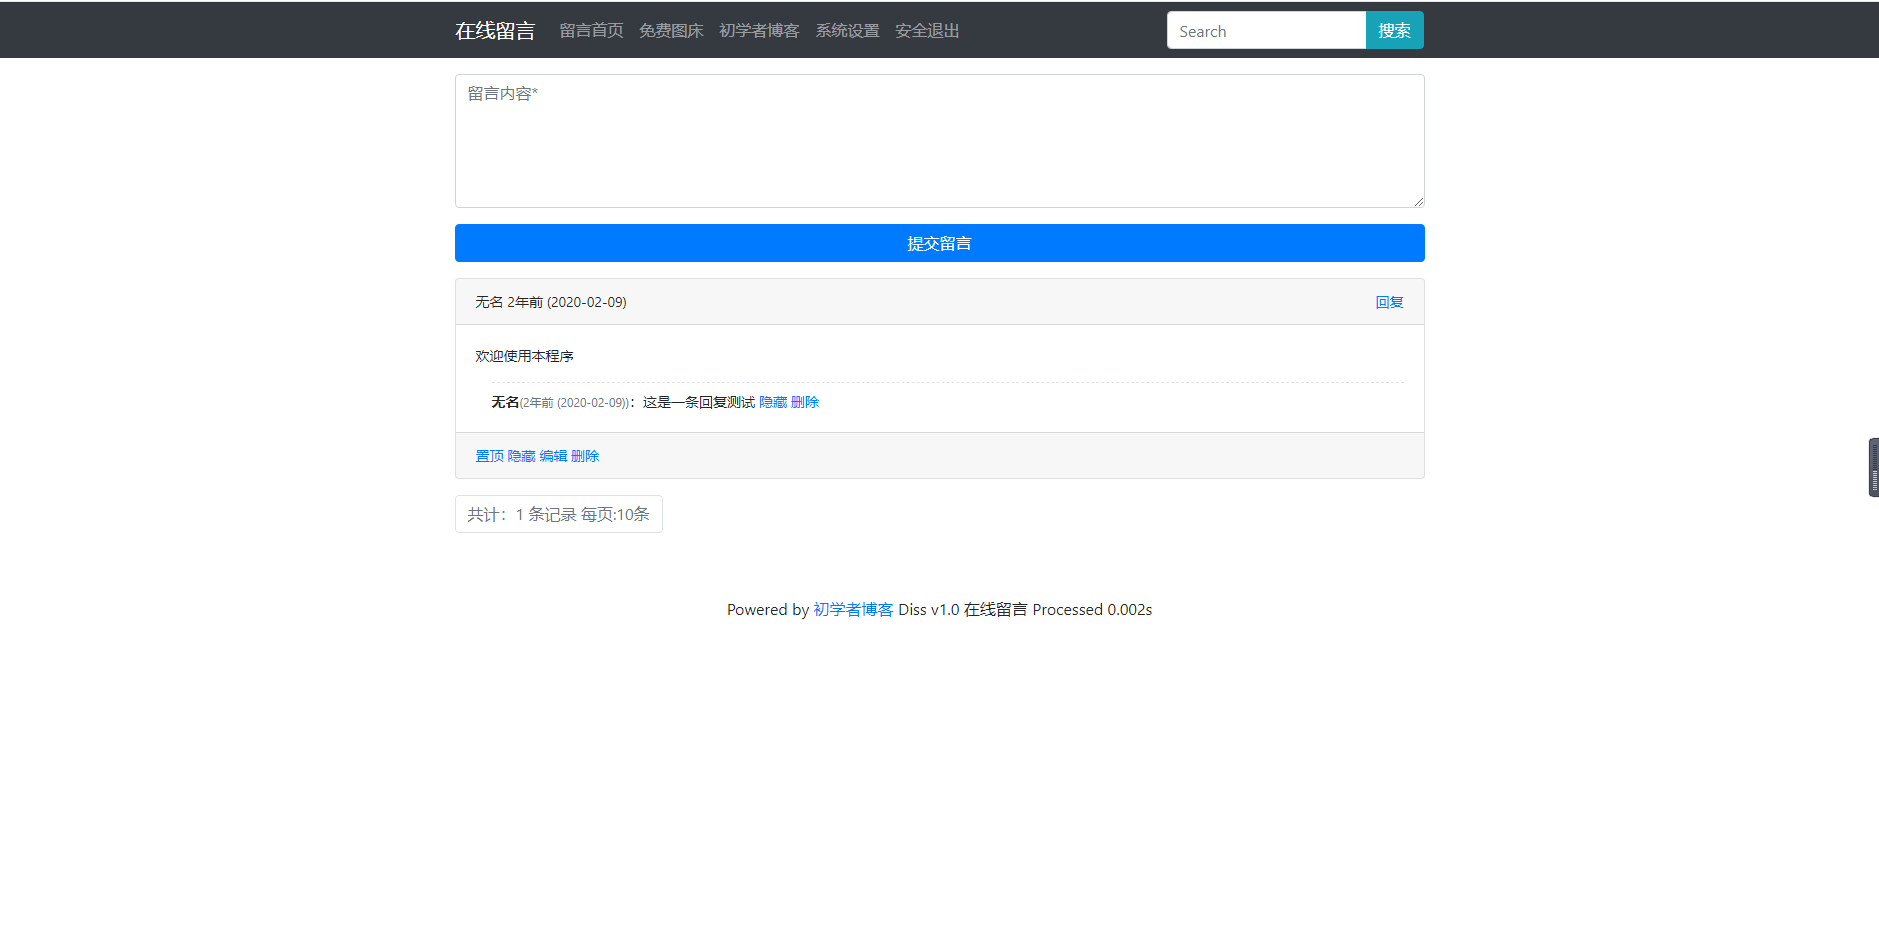 在线留言 留言首页 免费图床 初学者博客 系统设置 安全退出 Search 搜索
留言内容*
提交留言
无名 2年前 (2020-02-09) 回复
欢迎使用本程序
无名(2年前 (2020-02-09))：这是一条回复测试 隐藏 删除
置顶 隐藏 编辑 删除
共计：1 条记录 每页:10条
Powered by 初学者博客 Diss v1.0 在线留言 Processed 0.002s